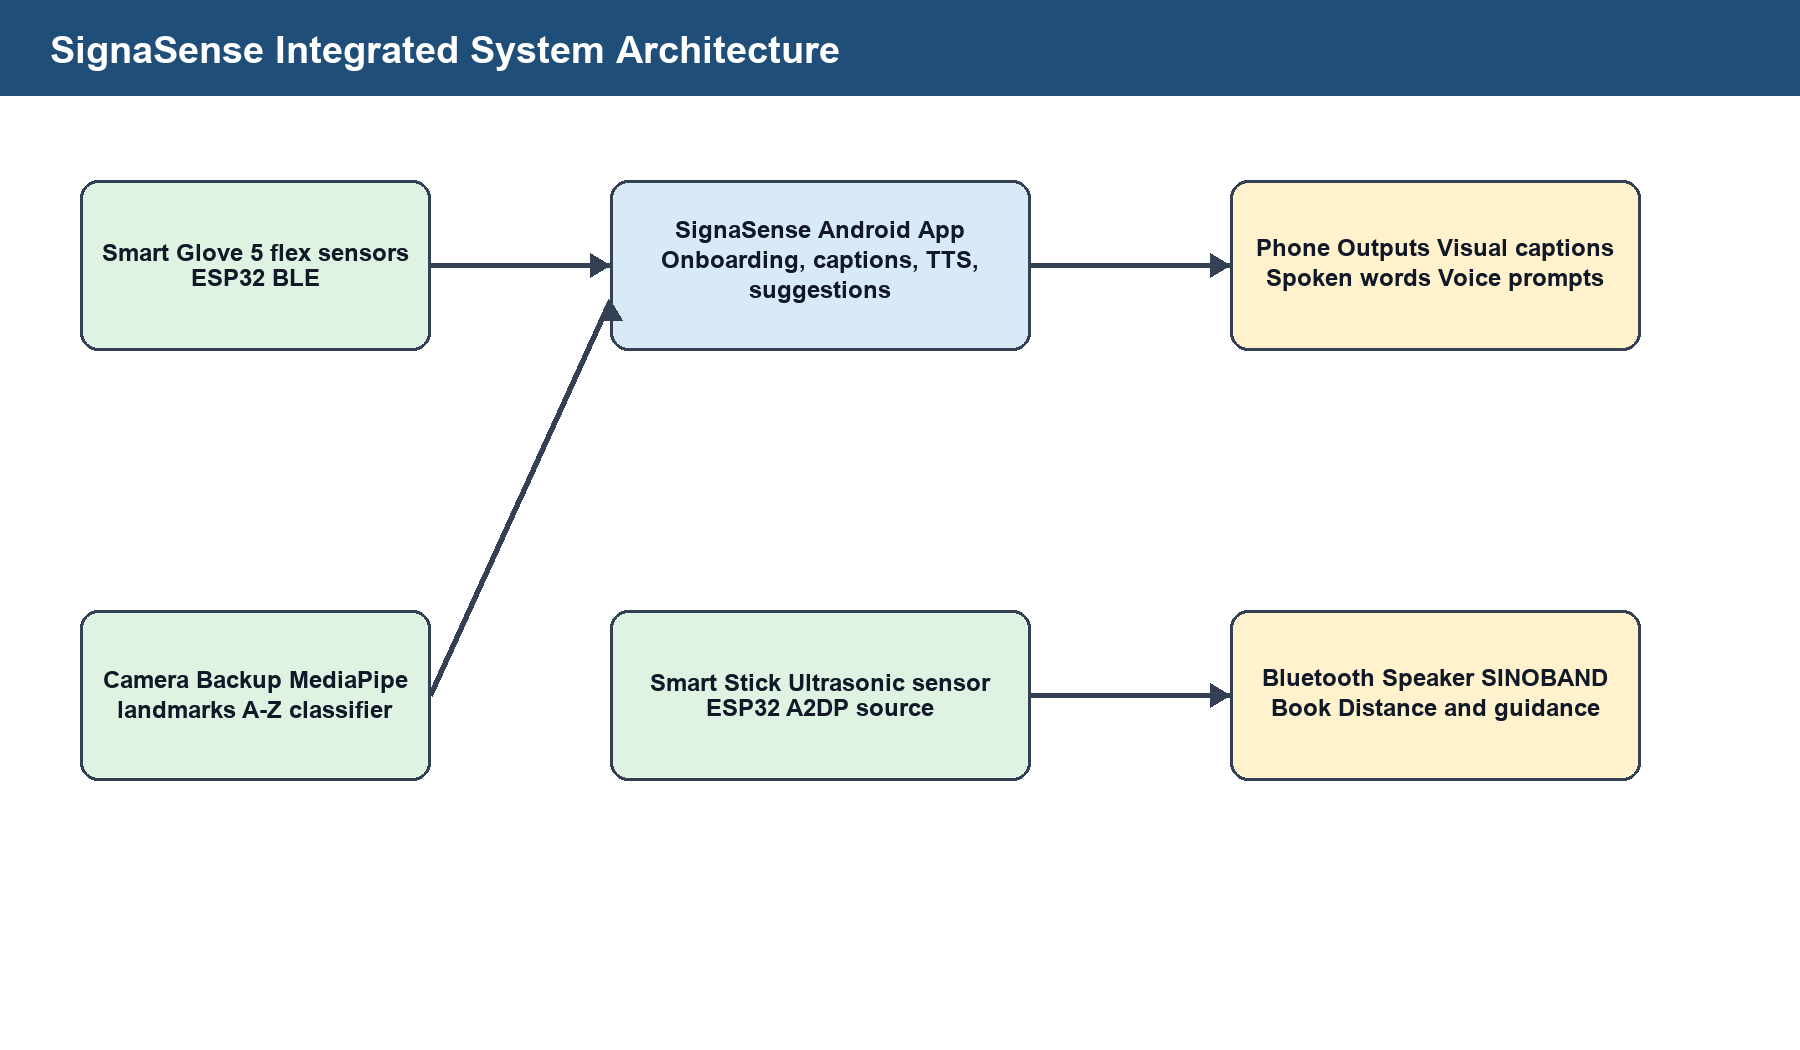 SignaSense Integrated System Architecture
Smart Glove 5 flex sensors
ESP32 BLE
SignaSense Android App
Onboarding, captions, TTS,
suggestions
Phone Outputs Visual captions
Spoken words Voice prompts
Camera Backup MediaPipe
landmarks A-Z classifier
Smart Stick Ultrasonic sensor
ESP32 A2DP source
Bluetooth Speaker SINOBAND
Book Distance and guidance